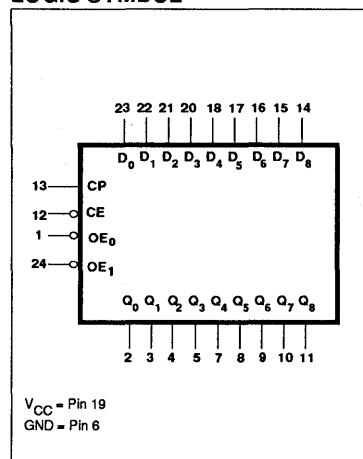 23 22 21 20 18 17 16 15 14
D0 D1 D2 D3 D4 D5 D6 D7 D8
13 CP
12 CE
1 OE0
24 OE1
Q0 Q1 Q2 Q3 Q4 Q5 Q6 Q7 Q8
2 3 4 5 7 8 9 10 11
VCC = Pin 19
GND = Pin 6